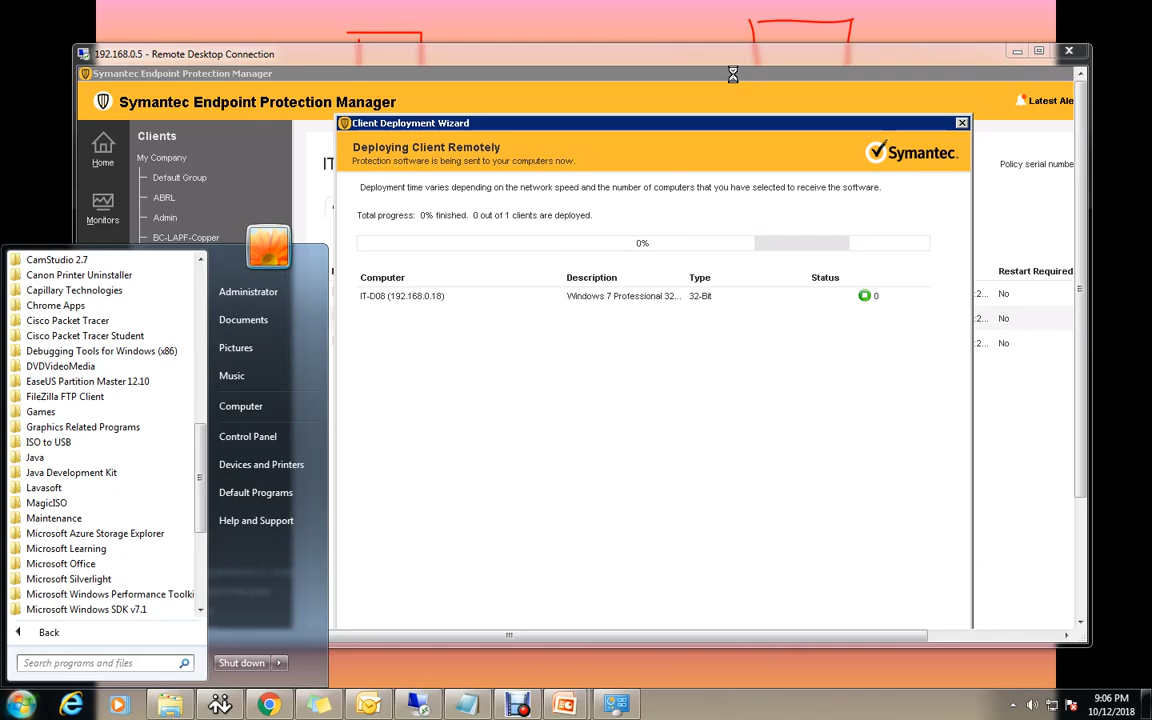 192.168.0.5 - Remote Desktop Connection
Symantec Endpoint Protection Manager
Symantec Endpoint Protection Manager
Latest Ale
Home
Monitors
Clients
My Company
Default Group
ABRL
Admin
BC-LAPF-Copper
IT
Policy serial numbe
Client Deployment Wizard
Deploying Client Remotely
Protection software is being sent to your computers now.
Symantec.
Deployment time varies depending on the network speed and the number of computers that you have selected to receive the software.
Total progress: 0% finished. 0 out of 1 clients are deployed.
0%
Computer Description Type Status
IT-D08 (192.168.0.18) Windows 7 Professional 32... 32-Bit 0
Restart Required
:2... No
:2... No
:2... No
CamStudio 2.7
Canon Printer Uninstaller
Capillary Technologies
Chrome Apps
Cisco Packet Tracer
Cisco Packet Tracer Student
Debugging Tools for Windows (x86)
DVDVideoMedia
EaseUS Partition Master 12.10
FileZilla FTP Client
Games
Graphics Related Programs
ISO to USB
Java
Java Development Kit
Lavasoft
MagicISO
Maintenance
Microsoft Azure Storage Explorer
Microsoft Learning
Microsoft Office
Microsoft Silverlight
Microsoft Windows Performance Toolki
Microsoft Windows SDK v7.1
Back
Search programs and files
Administrator
Documents
Pictures
Music
Computer
Control Panel
Devices and Printers
Default Programs
Help and Support
Shut down
9:06 PM
10/12/2018